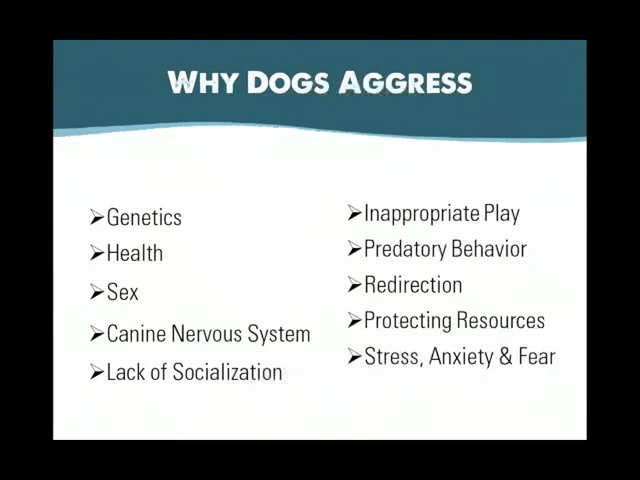 WHY DOGS AGGRESS
➢Genetics
➢Health
➢Sex
➢Canine Nervous System
➢Lack of Socialization
➢Inappropriate Play
➢Predatory Behavior
➢Redirection
➢Protecting Resources
➢Stress, Anxiety & Fear